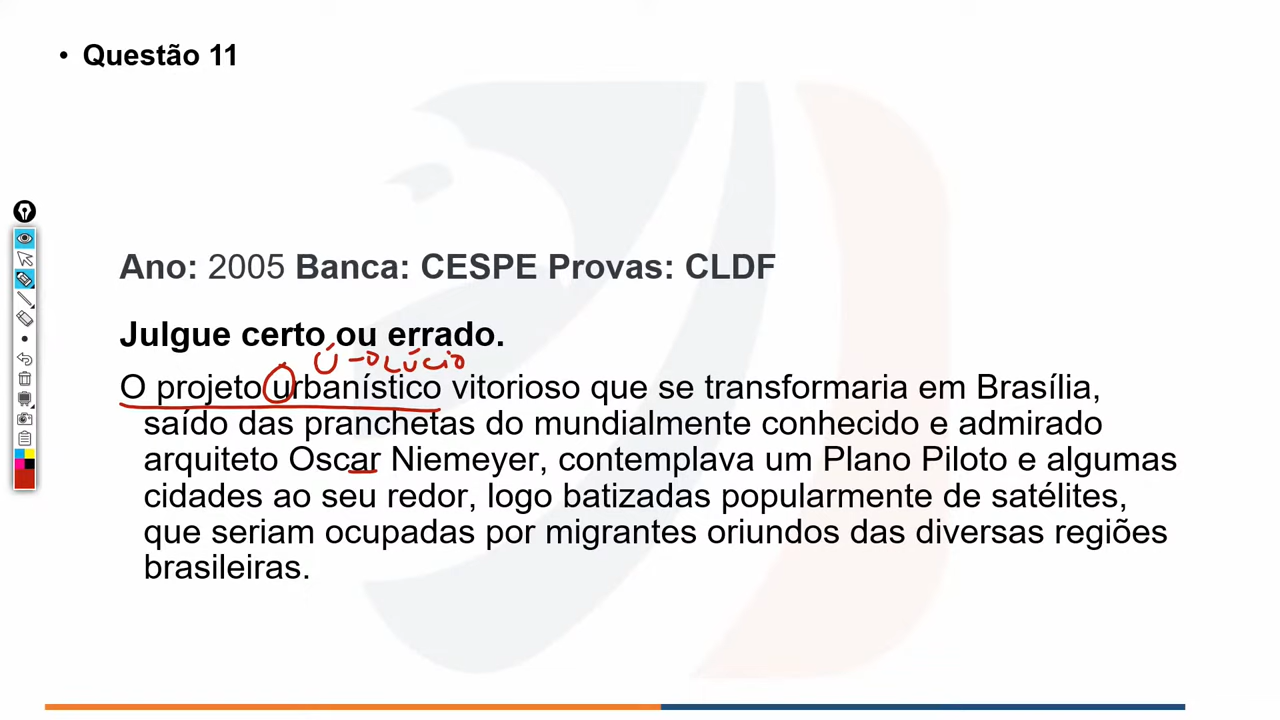 • Questão 11
Ano: 2005 Banca: CESPE Provas: CLDF
Julgue certo ou errado.
Ú → LÚCIO
O projeto urbanístico vitorioso que se transformaria em Brasília,
saído das pranchetas do mundialmente conhecido e admirado
arquiteto Oscar Niemeyer, contemplava um Plano Piloto e algumas
cidades ao seu redor, logo batizadas popularmente de satélites,
que seriam ocupadas por migrantes oriundos das diversas regiões
brasileiras.